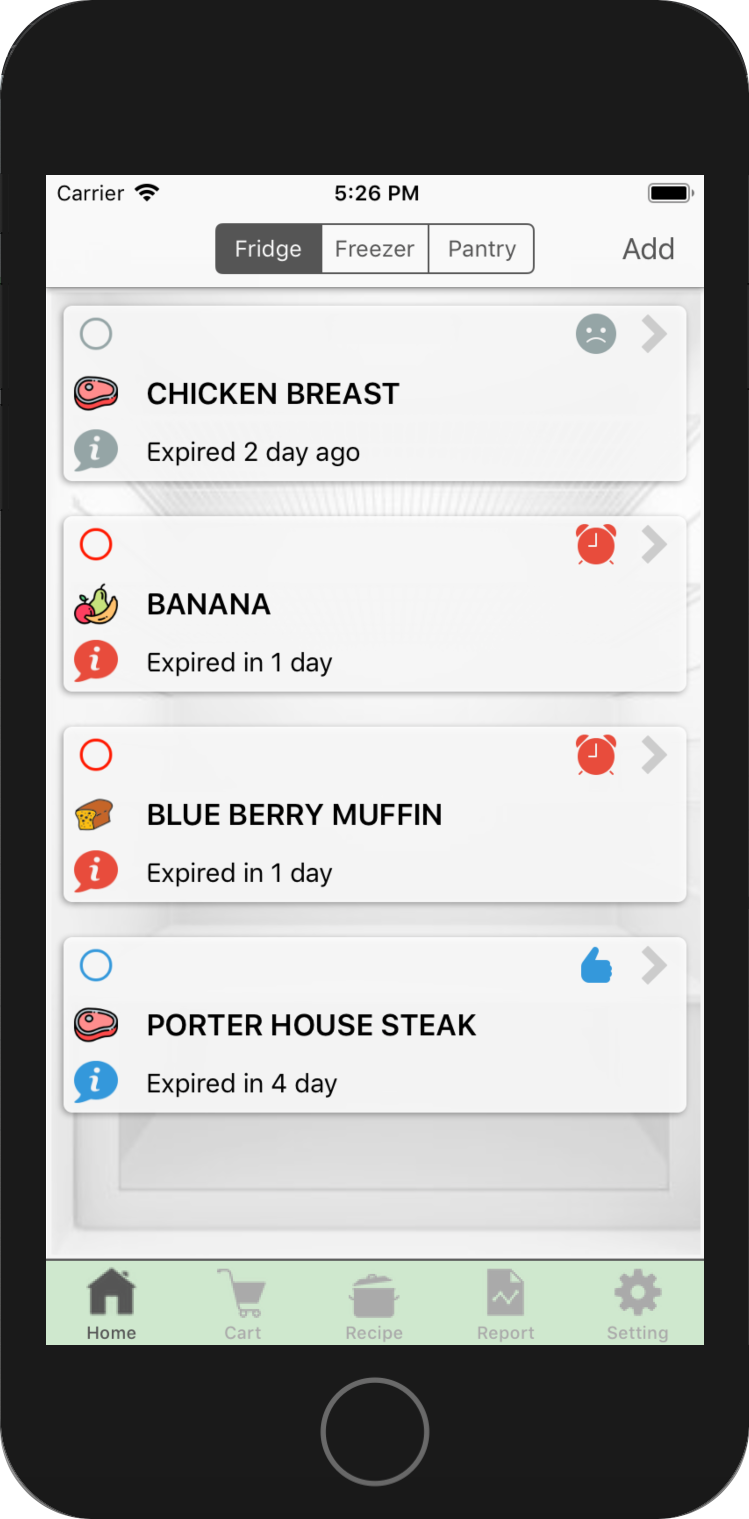 Carrier 5:26 PM
Fridge Freezer Pantry Add
CHICKEN BREAST
i Expired 2 day ago
BANANA
i Expired in 1 day
BLUE BERRY MUFFIN
i Expired in 1 day
PORTER HOUSE STEAK
i Expired in 4 day
Home Cart Recipe Report Setting